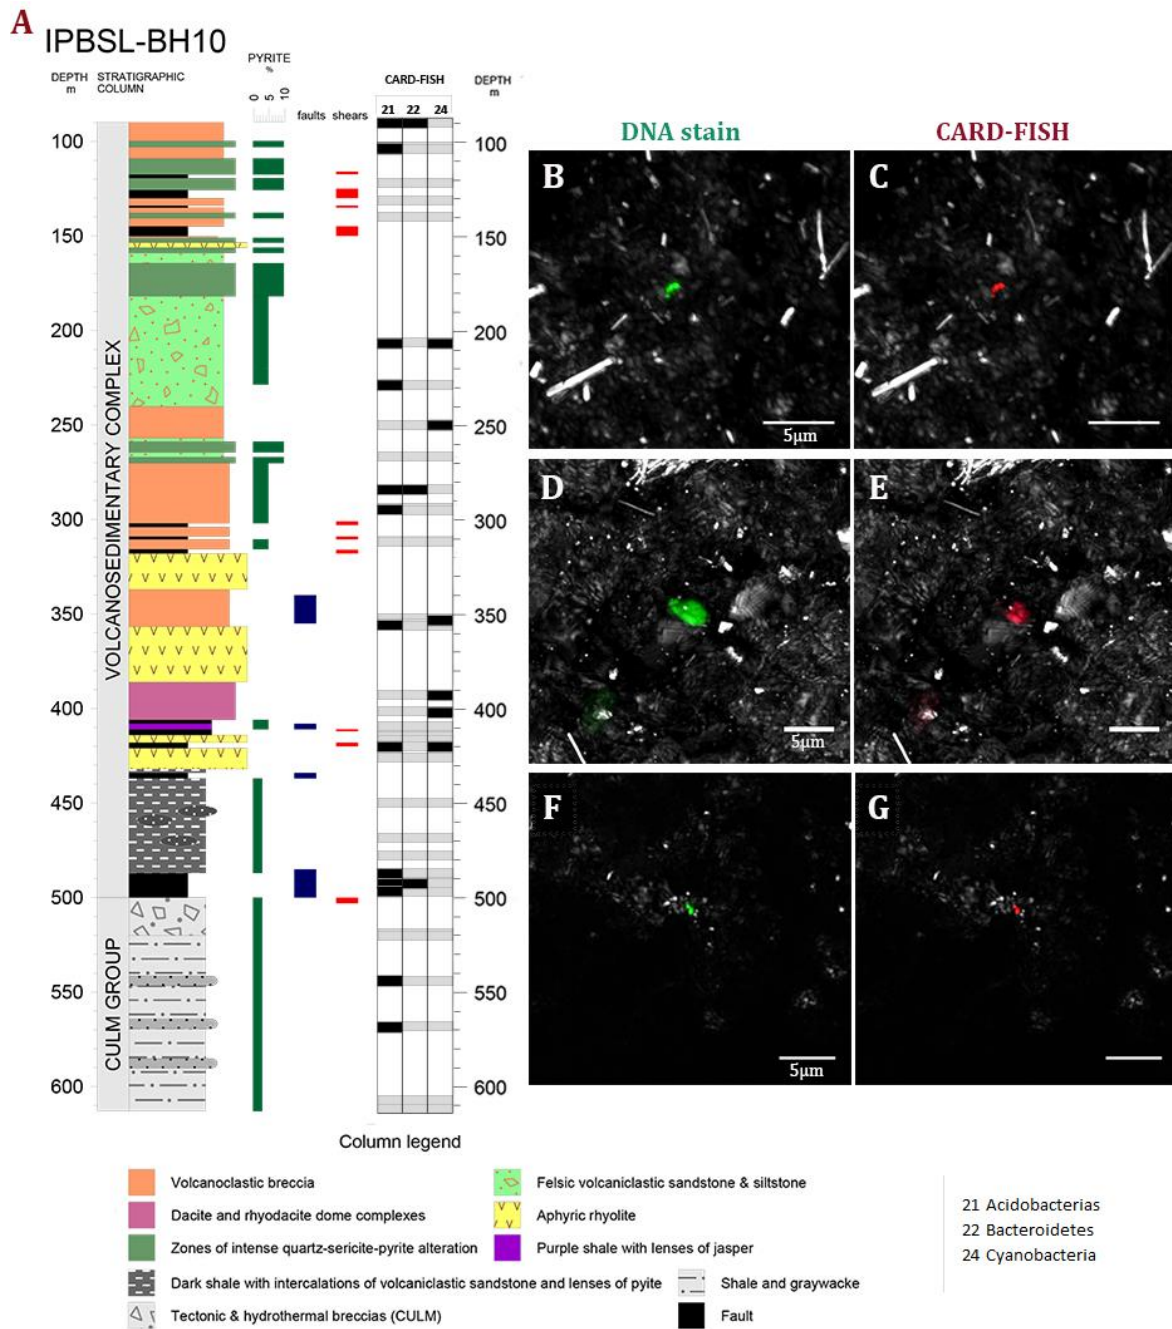 A
IPBSL-BH10
DEPTH
m
STRATIGRAPHIC
COLUMN
PYRITE
%
0 5 10
faults
shears
CARD-FISH
21 22 24
DEPTH
m
100
150
200
250
300
350
400
450
500
550
600
VOLCANOSEDIMENTARY COMPLEX
CULM GROUP
100
150
200
250
300
350
400
450
500
550
600
DNA stain
CARD-FISH
B
5µm
C
D
5µm
E
F
5µm
G
Column legend
Volcanoclastic breccia
Felsic volcaniclastic sandstone & siltstone
Dacite and rhyodacite dome complexes
Aphyric rhyolite
Zones of intense quartz-sericite-pyrite alteration
Purple shale with lenses of jasper
Dark shale with intercalations of volcaniclastic sandstone and lenses of pyite
Shale and graywacke
Tectonic & hydrothermal breccias (CULM)
Fault
21 Acidobacterias
22 Bacteroidetes
24 Cyanobacteria